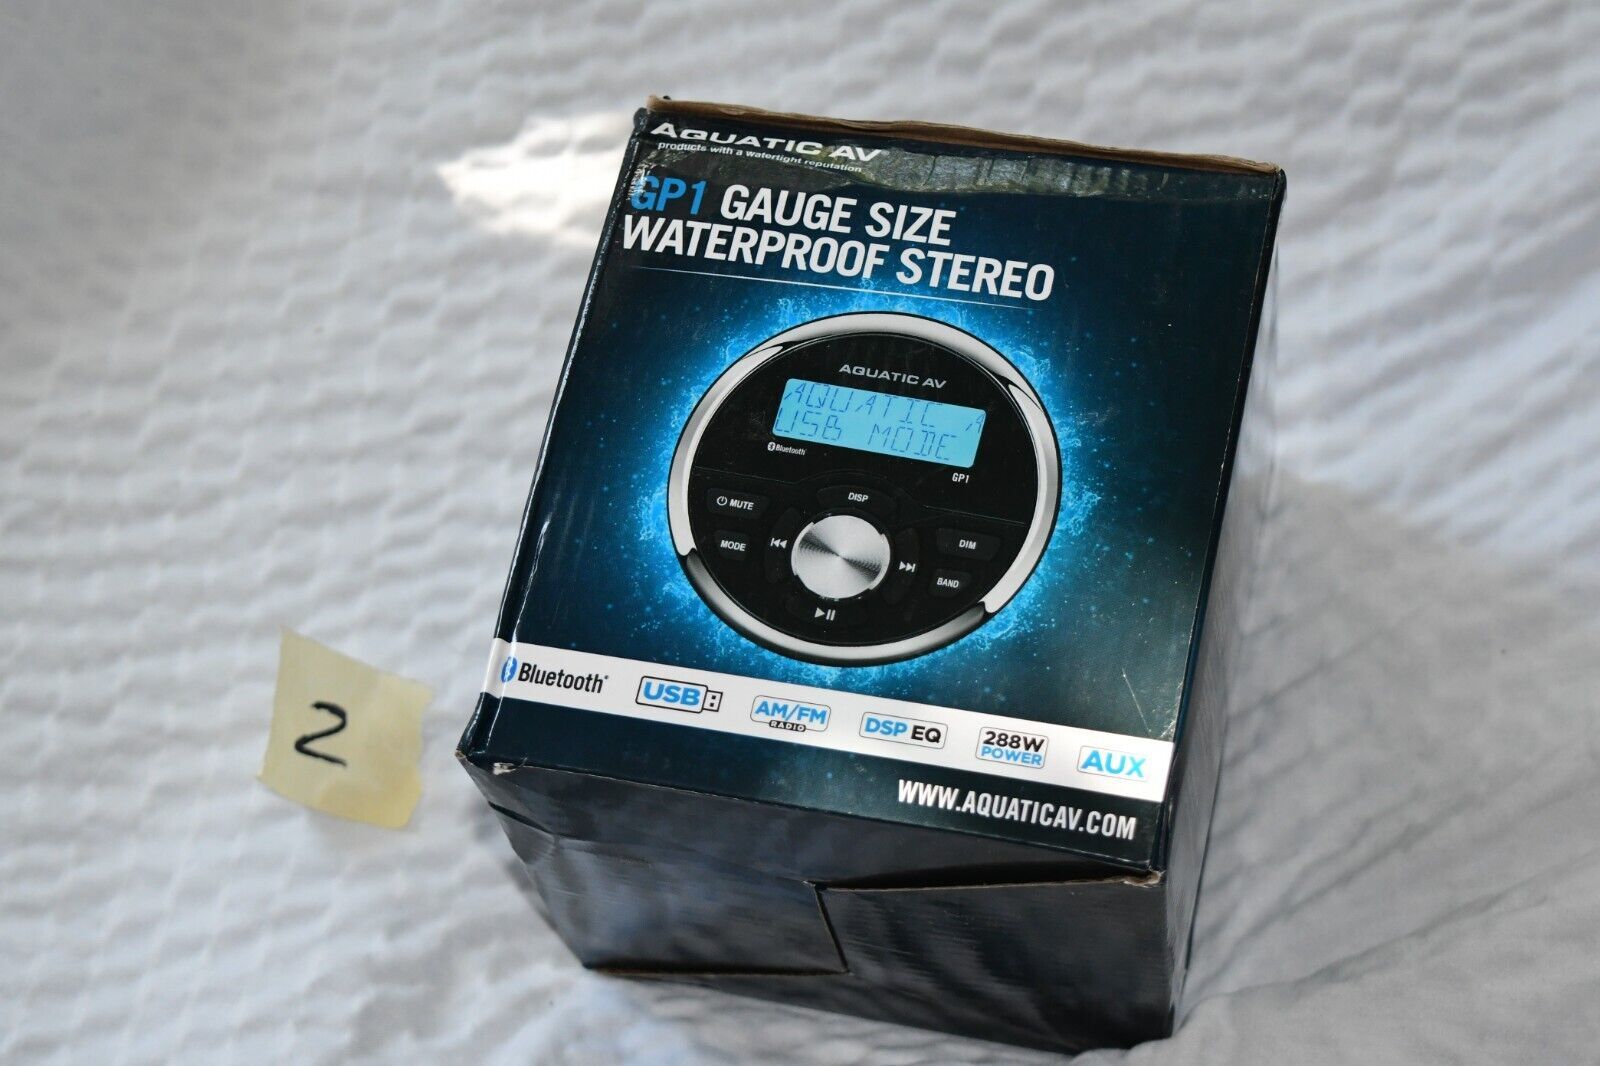 AQUATIC AV
products with a watertight reputation
GP1 GAUGE SIZE
WATERPROOF STEREO
AQUATIC AV
AQUATIC A
USB MODE
Bluetooth
GP1
MUTE
DISP
MODE
DIM
BAND
Bluetooth®
USB
AM/FM
RADIO
DSP EQ
288W
POWER
AUX
WWW.AQUATICAV.COM
2